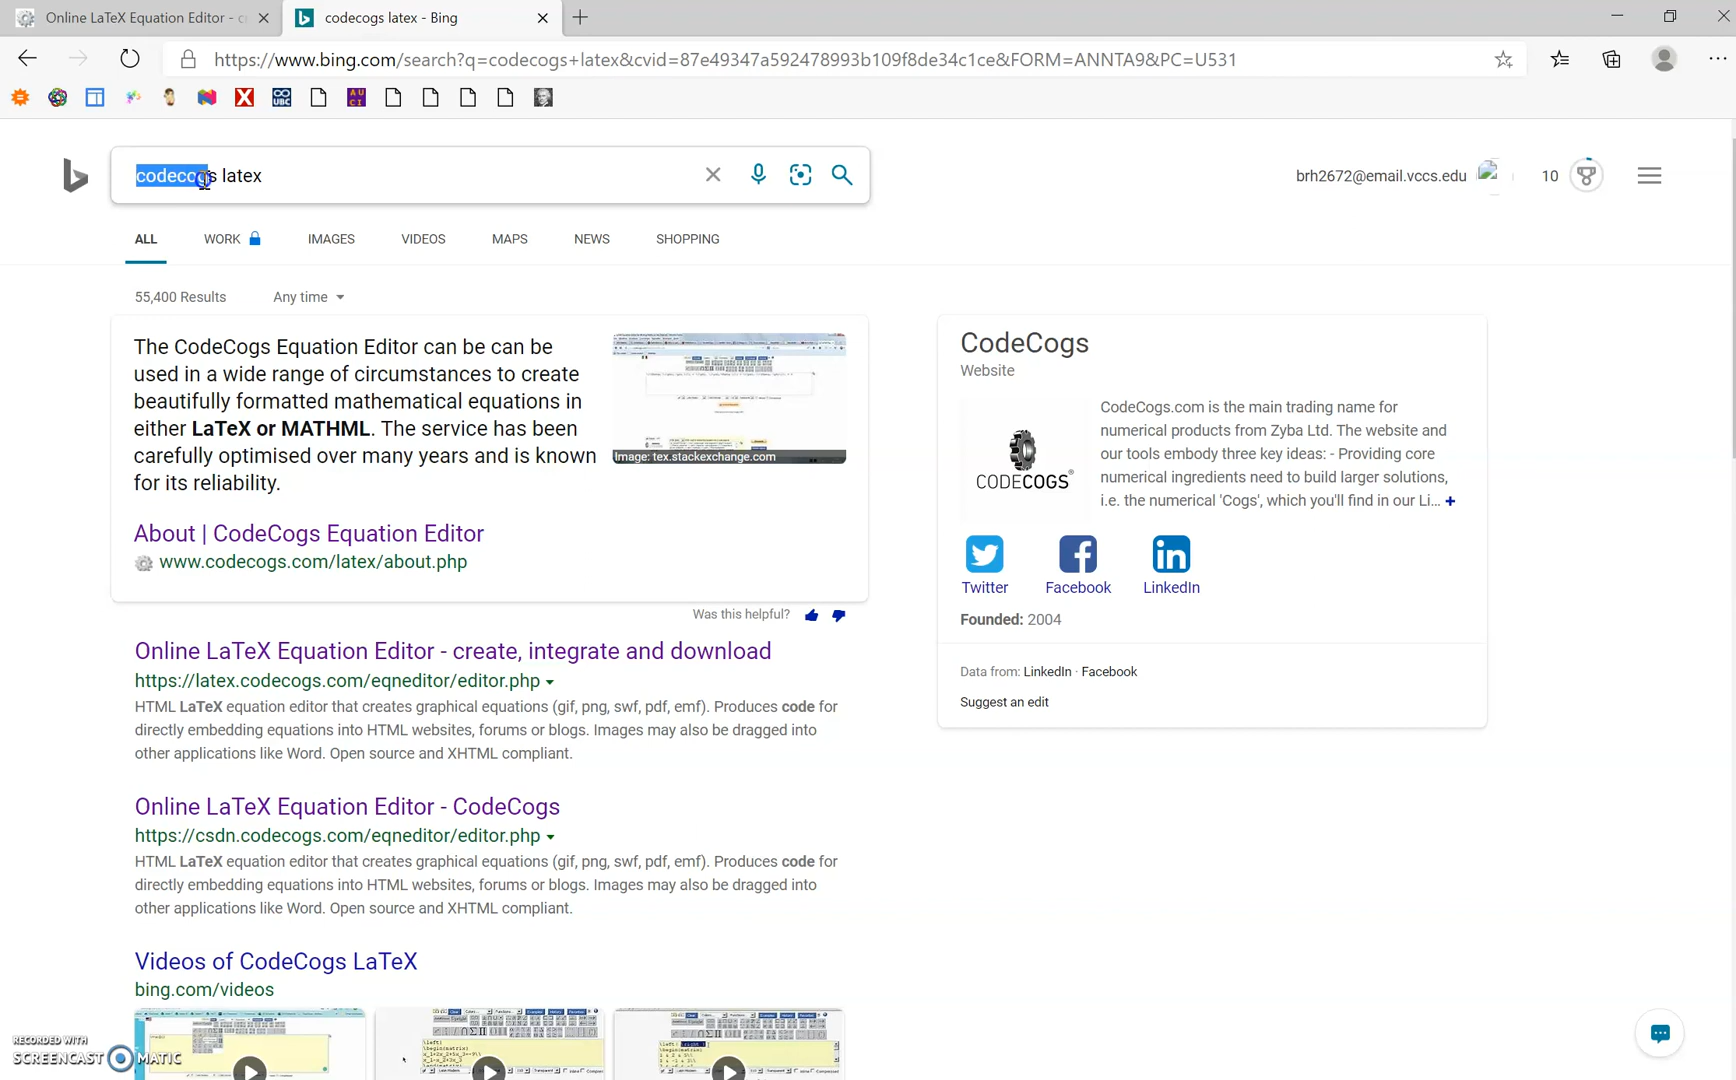 Online LaTeX Equation Editor - c
codecogs latex - Bing
https://www.bing.com/search?q=codecogs+latex&cvid=87e49347a592478993b109f8de34c1ce&FORM=ANNTA9&PC=U531
codecogs latex
brh2672@email.vccs.edu
10
ALL WORK IMAGES VIDEOS MAPS NEWS SHOPPING
55,400 Results Any time
The CodeCogs Equation Editor can be can be
used in a wide range of circumstances to create
beautifully formatted mathematical equations in
either LaTeX or MATHML. The service has been
carefully optimised over many years and is known
for its reliability.
Image: tex.stackexchange.com
About | CodeCogs Equation Editor
www.codecogs.com/latex/about.php
Was this helpful?
Online LaTeX Equation Editor - create, integrate and download
https://latex.codecogs.com/eqneditor/editor.php
HTML LaTeX equation editor that creates graphical equations (gif, png, swf, pdf, emf). Produces code for
directly embedding equations into HTML websites, forums or blogs. Images may also be dragged into
other applications like Word. Open source and XHTML compliant.
Online LaTeX Equation Editor - CodeCogs
https://csdn.codecogs.com/eqneditor/editor.php
HTML LaTeX equation editor that creates graphical equations (gif, png, swf, pdf, emf). Produces code for
directly embedding equations into HTML websites, forums or blogs. Images may also be dragged into
other applications like Word. Open source and XHTML compliant.
Videos of CodeCogs LaTeX
bing.com/videos
CodeCogs
Website
CODECOGS
CodeCogs.com is the main trading name for
numerical products from Zyba Ltd. The website and
our tools embody three key ideas: - Providing core
numerical ingredients need to build larger solutions,
i.e. the numerical 'Cogs', which you'll find in our Li... +
Twitter Facebook LinkedIn
Founded: 2004
Data from: LinkedIn · Facebook
Suggest an edit
RECORDED WITH
SCREENCAST MATIC